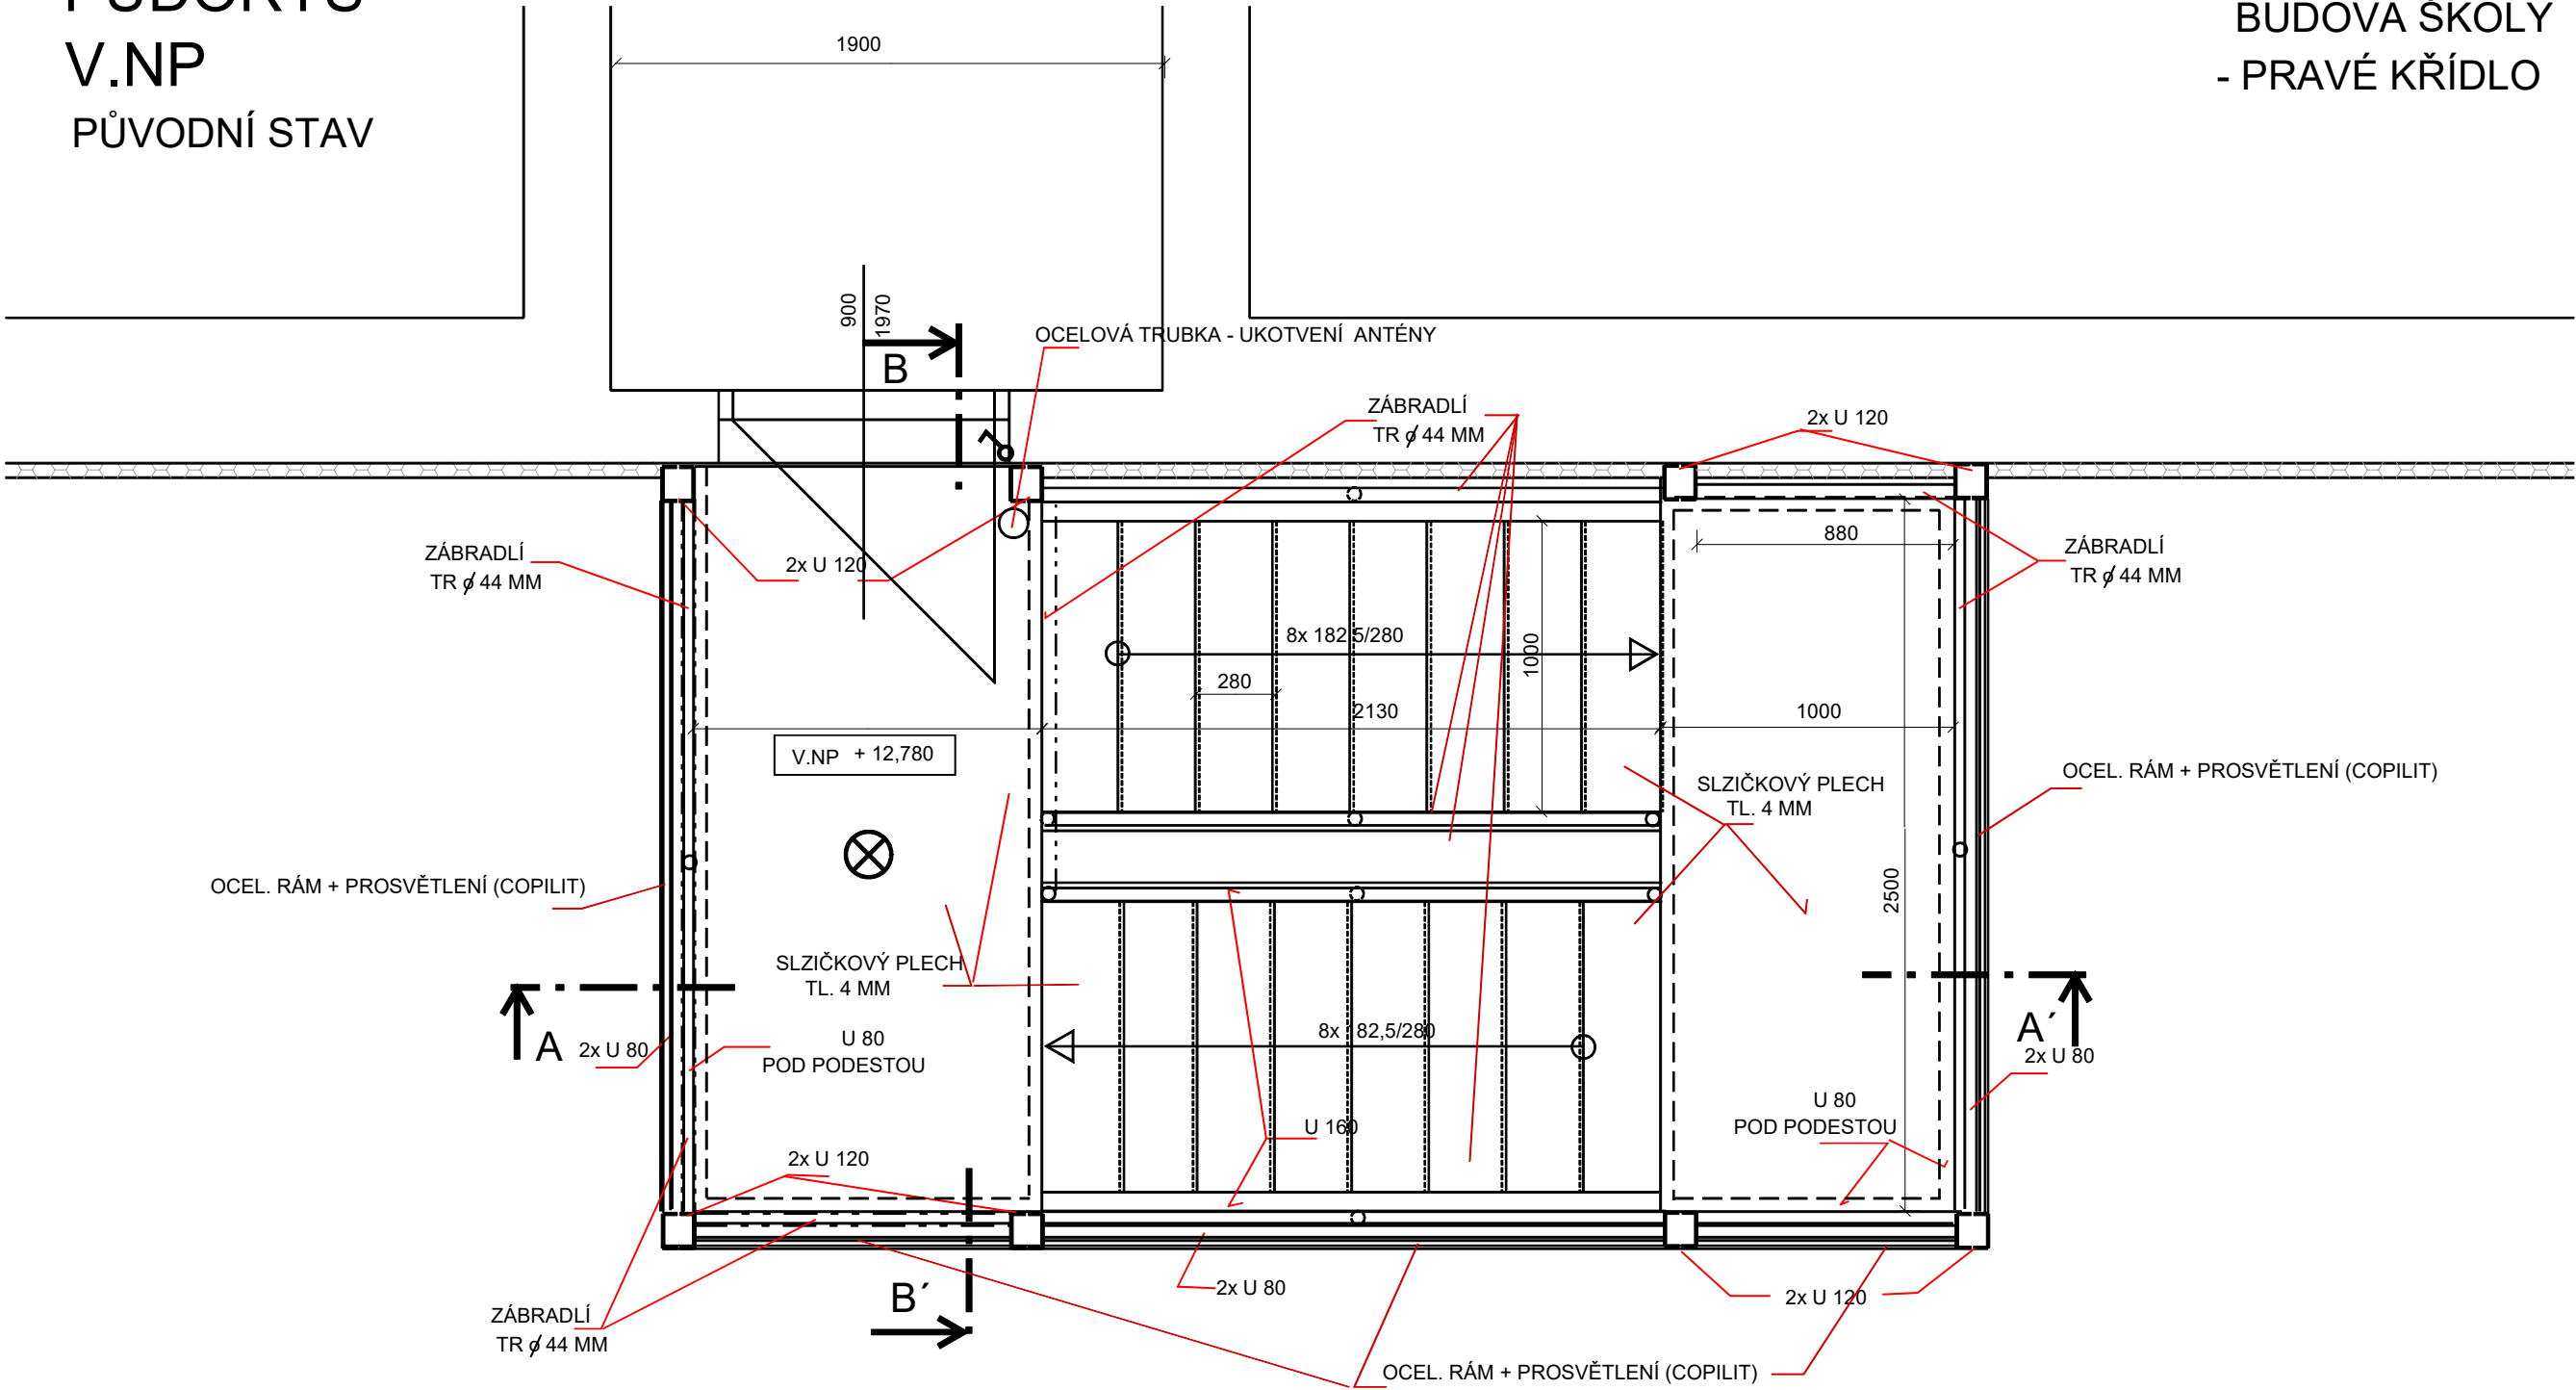 PŮDORYS
V.NP
PŮVODNÍ STAV
BUDOVA ŠKOLY
- PRAVÉ KŘÍDLO
1900
900
1970
B
OCELOVÁ TRUBKA - UKOTVENÍ ANTÉNY
ZÁBRADLÍ
TR ø 44 MM
2x U 120
ZÁBRADLÍ
TR ø 44 MM
2x U 120
880
ZÁBRADLÍ
TR ø 44 MM
8x 182,5/280
1000
280
2130
1000
V.NP + 12,780
SLZIČKOVÝ PLECH
TL. 4 MM
OCEL. RÁM + PROSVĚTLENÍ (COPILIT)
OCEL. RÁM + PROSVĚTLENÍ (COPILIT)
2500
SLZIČKOVÝ PLECH
TL. 4 MM
A
2x U 80
U 80
POD PODESTOU
8x 182,5/280
A´
2x U 80
U 80
POD PODESTOU
U 160
2x U 120
2x U 80
B´
2x U 120
ZÁBRADLÍ
TR ø 44 MM
OCEL. RÁM + PROSVĚTLENÍ (COPILIT)